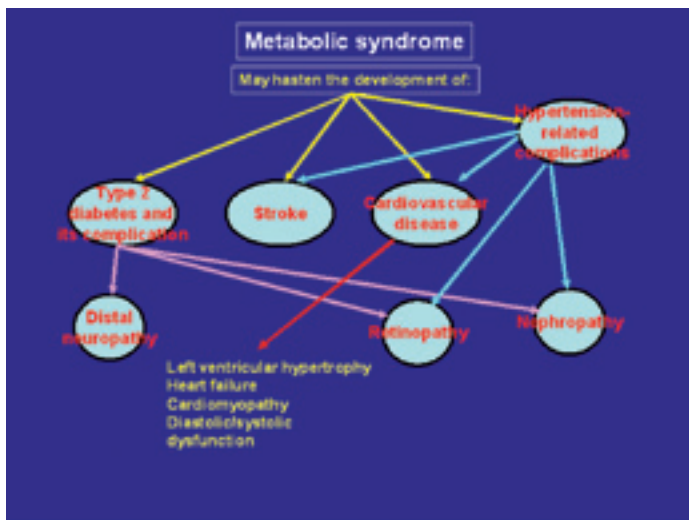 Metabolic syndrome
May hasten the development of:
Hypertension-
related
complications
Type 2
diabetes and
its complication
Stroke
Cardiovascular
disease
Distal
neuropathy
Retinopathy
Nephropathy
Left ventricular hypertrophy
Heart failure
Cardiomyopathy
Diastolic/systolic
dysfunction